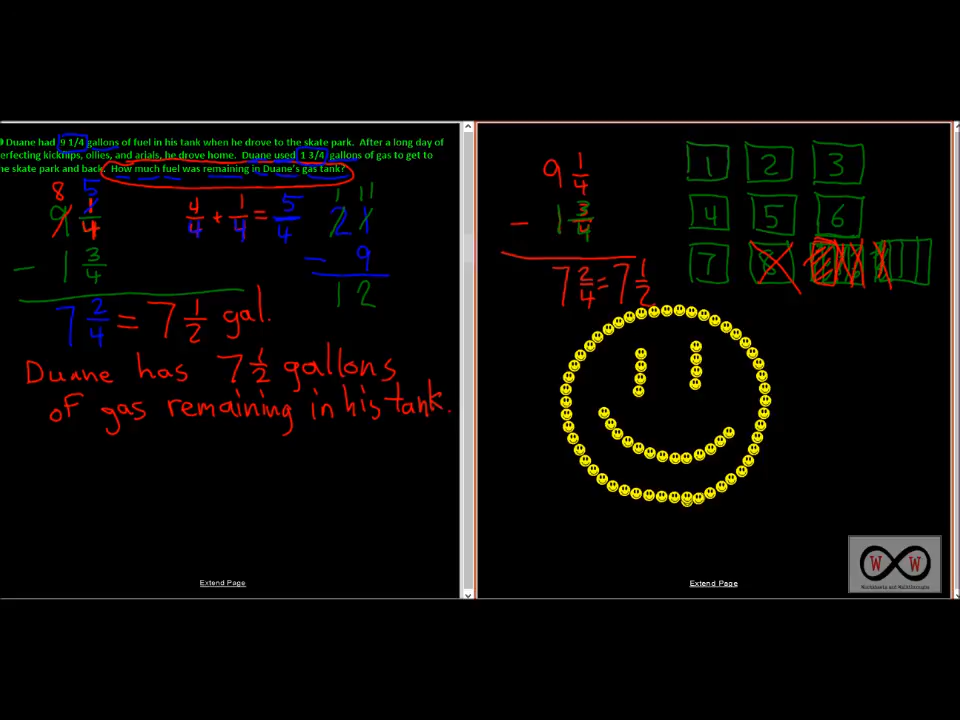 Duane had 9 1/4 gallons of fuel in his tank when he drove to the skate park. After a long day of
erfecting kicknips, ollies, and arials, he drove home. Duane used 1 3/4 gallons of gas to get to
he skate park and back. How much fuel was remaining in Duane's gas tank?
8 5
9 1/4
4/4 + 1/4 = 5/4
1 11
21
- 1 3/4
- 9
12
7 2/4 = 7 1/2 gal.
Duane has 7 1/2 gallons
of gas remaining in his tank.
Extend Page
9 1/4
- 1 3/4
7 2/4 = 7 1/2
1 2 3
4 5 6
7 8
W W
Worksheets and Walkthroughs
Extend Page